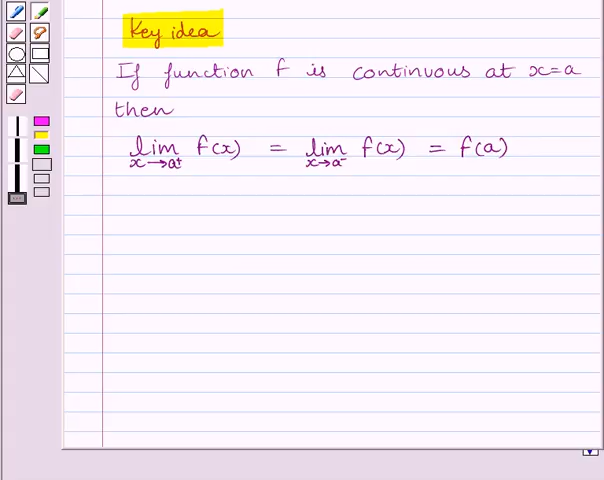 Key idea
If function f is continuous at x=a
then
lim x→a⁺ f(x) = lim x→a⁻ f(x) = f(a)